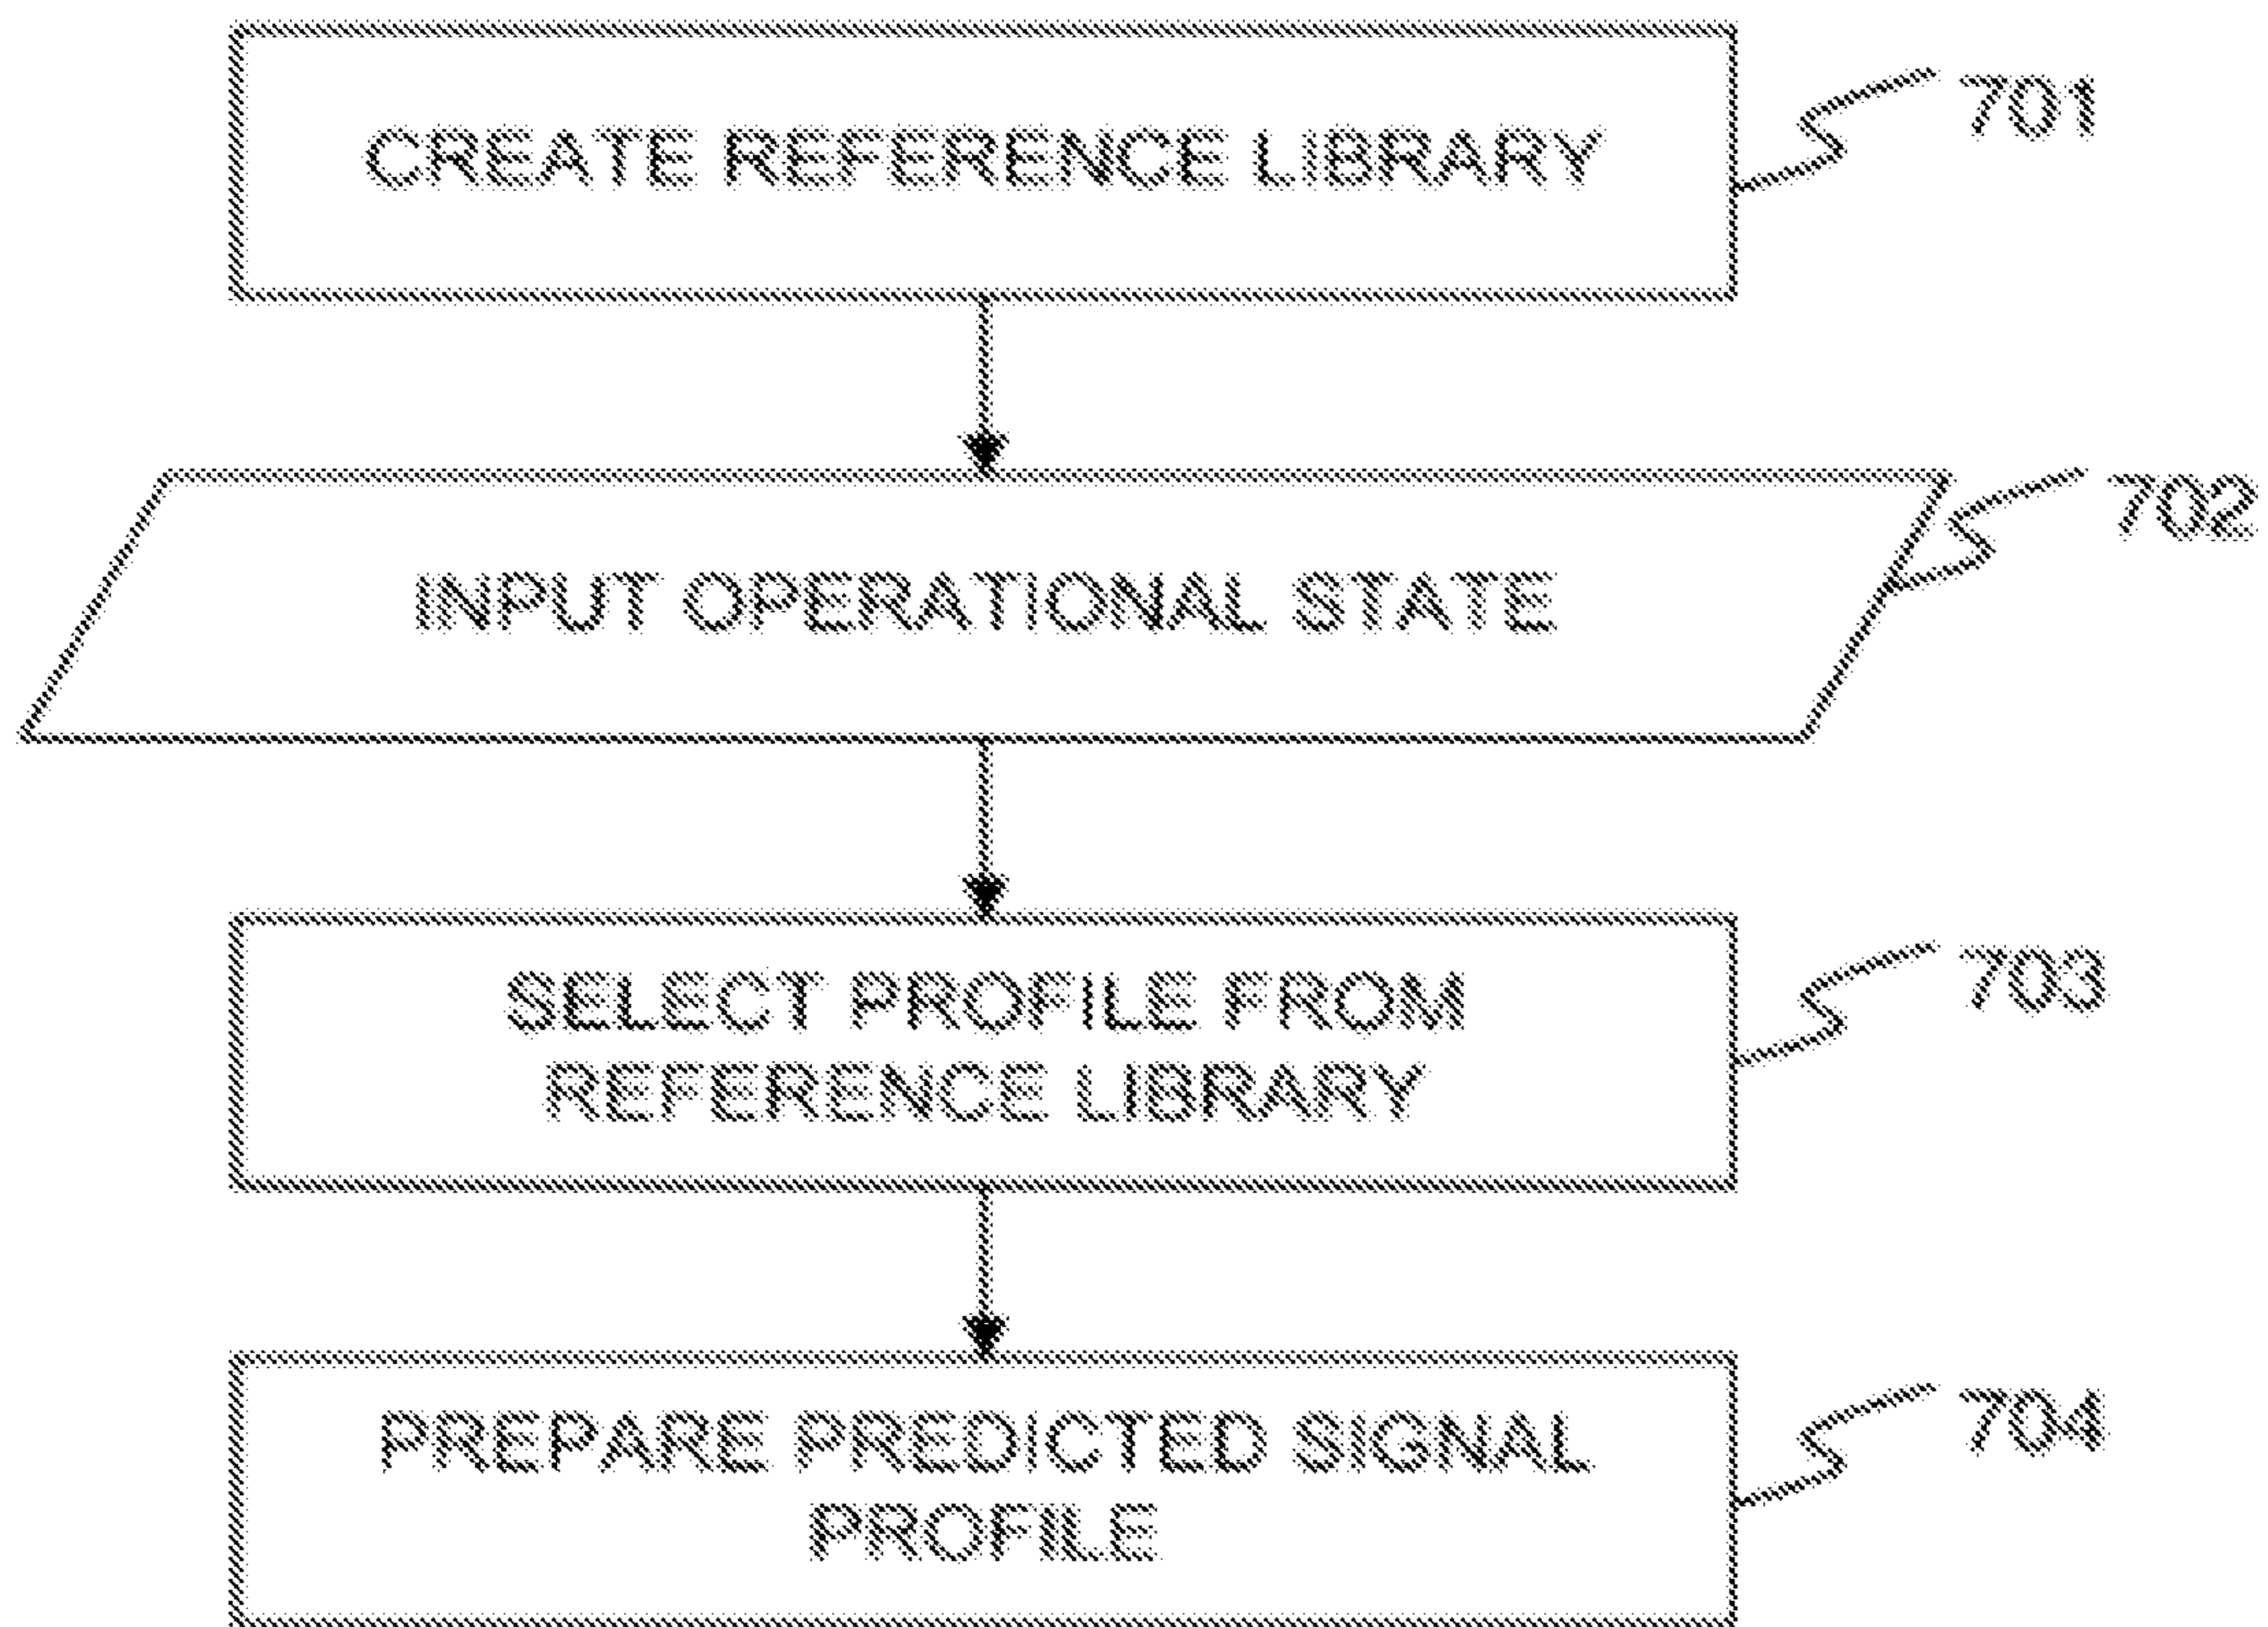 CREATE REFERENCE LIBRARY
701
INPUT OPERATIONAL STATE
702
SELECT PROFILE FROM
REFERENCE LIBRARY
703
PREPARE PREDICTED SIGNAL
PROFILE
704